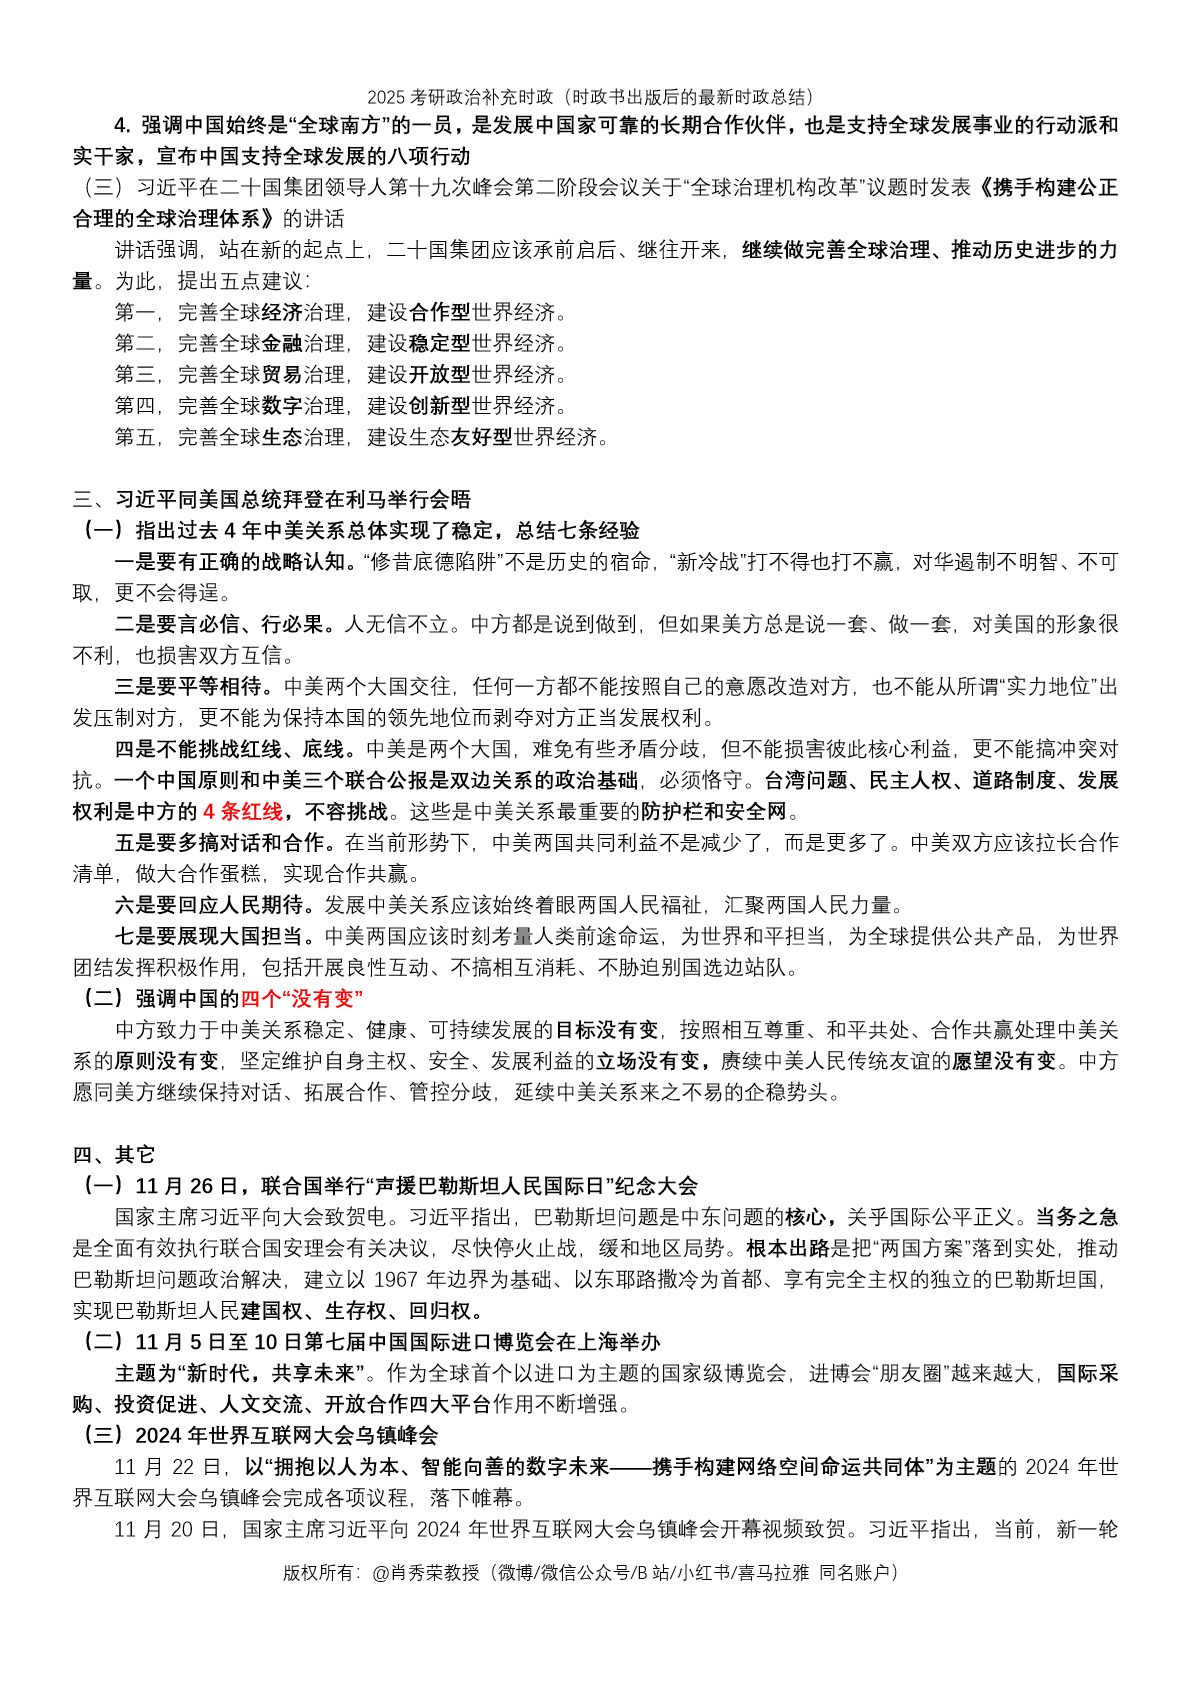 2025 考研政治补充时政（时政书出版后的最新时政总结）
4. 强调中国始终是“全球南方”的一员，是发展中国家可靠的长期合作伙伴，也是支持全球发展事业的行动派和
实干家，宣布中国支持全球发展的八项行动
（三）习近平在二十国集团领导人第十九次峰会第二阶段会议关于“全球治理机构改革”议题时发表《携手构建公正
合理的全球治理体系》的讲话
讲话强调，站在新的起点上，二十国集团应该承前启后、继往开来，继续做完善全球治理、推动历史进步的力
量。为此，提出五点建议：
第一，完善全球经济治理，建设合作型世界经济。
第二，完善全球金融治理，建设稳定型世界经济。
第三，完善全球贸易治理，建设开放型世界经济。
第四，完善全球数字治理，建设创新型世界经济。
第五，完善全球生态治理，建设生态友好型世界经济。
三、习近平同美国总统拜登在利马举行会晤
（一）指出过去 4 年中美关系总体实现了稳定，总结七条经验
一是要有正确的战略认知。“修昔底德陷阱”不是历史的宿命，“新冷战”打不得也打不赢，对华遏制不明智、不可
取，更不会得逞。
二是要言必信、行必果。人无信不立。中方都是说到做到，但如果美方总是说一套、做一套，对美国的形象很
不利，也损害双方互信。
三是要平等相待。中美两个大国交往，任何一方都不能按照自己的意愿改造对方，也不能从所谓“实力地位”出
发压制对方，更不能为保持本国的领先地位而剥夺对方正当发展权利。
四是不能挑战红线、底线。中美是两个大国，难免有些矛盾分歧，但不能损害彼此核心利益，更不能搞冲突对
抗。一个中国原则和中美三个联合公报是双边关系的政治基础，必须恪守。台湾问题、民主人权、道路制度、发展
权利是中方的 4 条红线，不容挑战。这些是中美关系最重要的防护栏和安全网。
五是要多搞对话和合作。在当前形势下，中美两国共同利益不是减少了，而是更多了。中美双方应该拉长合作
清单，做大合作蛋糕，实现合作共赢。
六是要回应人民期待。发展中美关系应该始终着眼两国人民福祉，汇聚两国人民力量。
七是要展现大国担当。中美两国应该时刻考量人类前途命运，为世界和平担当，为全球提供公共产品，为世界
团结发挥积极作用，包括开展良性互动、不搞相互消耗、不胁迫别国选边站队。
（二）强调中国的四个“没有变”
中方致力于中美关系稳定、健康、可持续发展的目标没有变，按照相互尊重、和平共处、合作共赢处理中美关
系的原则没有变，坚定维护自身主权、安全、发展利益的立场没有变，赓续中美人民传统友谊的愿望没有变。中方
愿同美方继续保持对话、拓展合作、管控分歧，延续中美关系来之不易的企稳势头。
四、其它
（一）11 月 26 日，联合国举行“声援巴勒斯坦人民国际日”纪念大会
国家主席习近平向大会致贺电。习近平指出，巴勒斯坦问题是中东问题的核心，关乎国际公平正义。当务之急
是全面有效执行联合国安理会有关决议，尽快停火止战，缓和地区局势。根本出路是把“两国方案”落到实处，推动
巴勒斯坦问题政治解决，建立以 1967 年边界为基础、以东耶路撒冷为首都、享有完全主权的独立的巴勒斯坦国，
实现巴勒斯坦人民建国权、生存权、回归权。
（二）11 月 5 日至 10 日第七届中国国际进口博览会在上海举办
主题为“新时代，共享未来”。作为全球首个以进口为主题的国家级博览会，进博会“朋友圈”越来越大，国际采
购、投资促进、人文交流、开放合作四大平台作用不断增强。
（三）2024 年世界互联网大会乌镇峰会
11 月 22 日，以“拥抱以人为本、智能向善的数字未来——携手构建网络空间命运共同体”为主题的 2024 年世
界互联网大会乌镇峰会完成各项议程，落下帷幕。
11 月 20 日，国家主席习近平向 2024 年世界互联网大会乌镇峰会开幕视频致贺。习近平指出，当前，新一轮
版权所有：@肖秀荣教授（微博/微信公众号/B 站/小红书/喜马拉雅 同名账户）